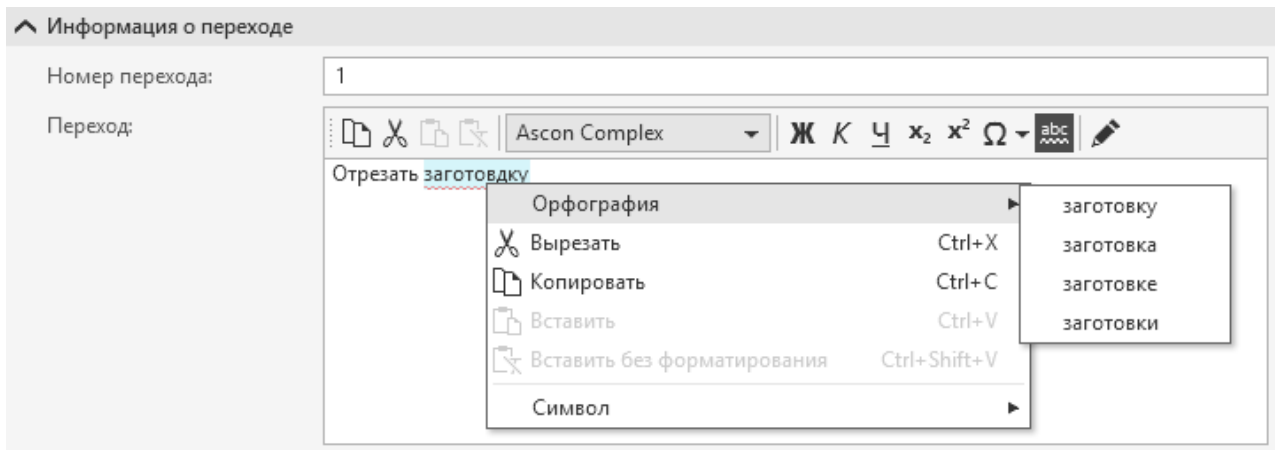 Информация о переходе
Номер перехода: 1
Переход:
Ascon Complex Ж К Ч x₂ x² Ω abc
Отрезать заготовдку
Орфография
Вырезать Ctrl+X
Копировать Ctrl+C
Вставить Ctrl+V
Вставить без форматирования Ctrl+Shift+V
Символ
заготовку
заготовка
заготовке
заготовки